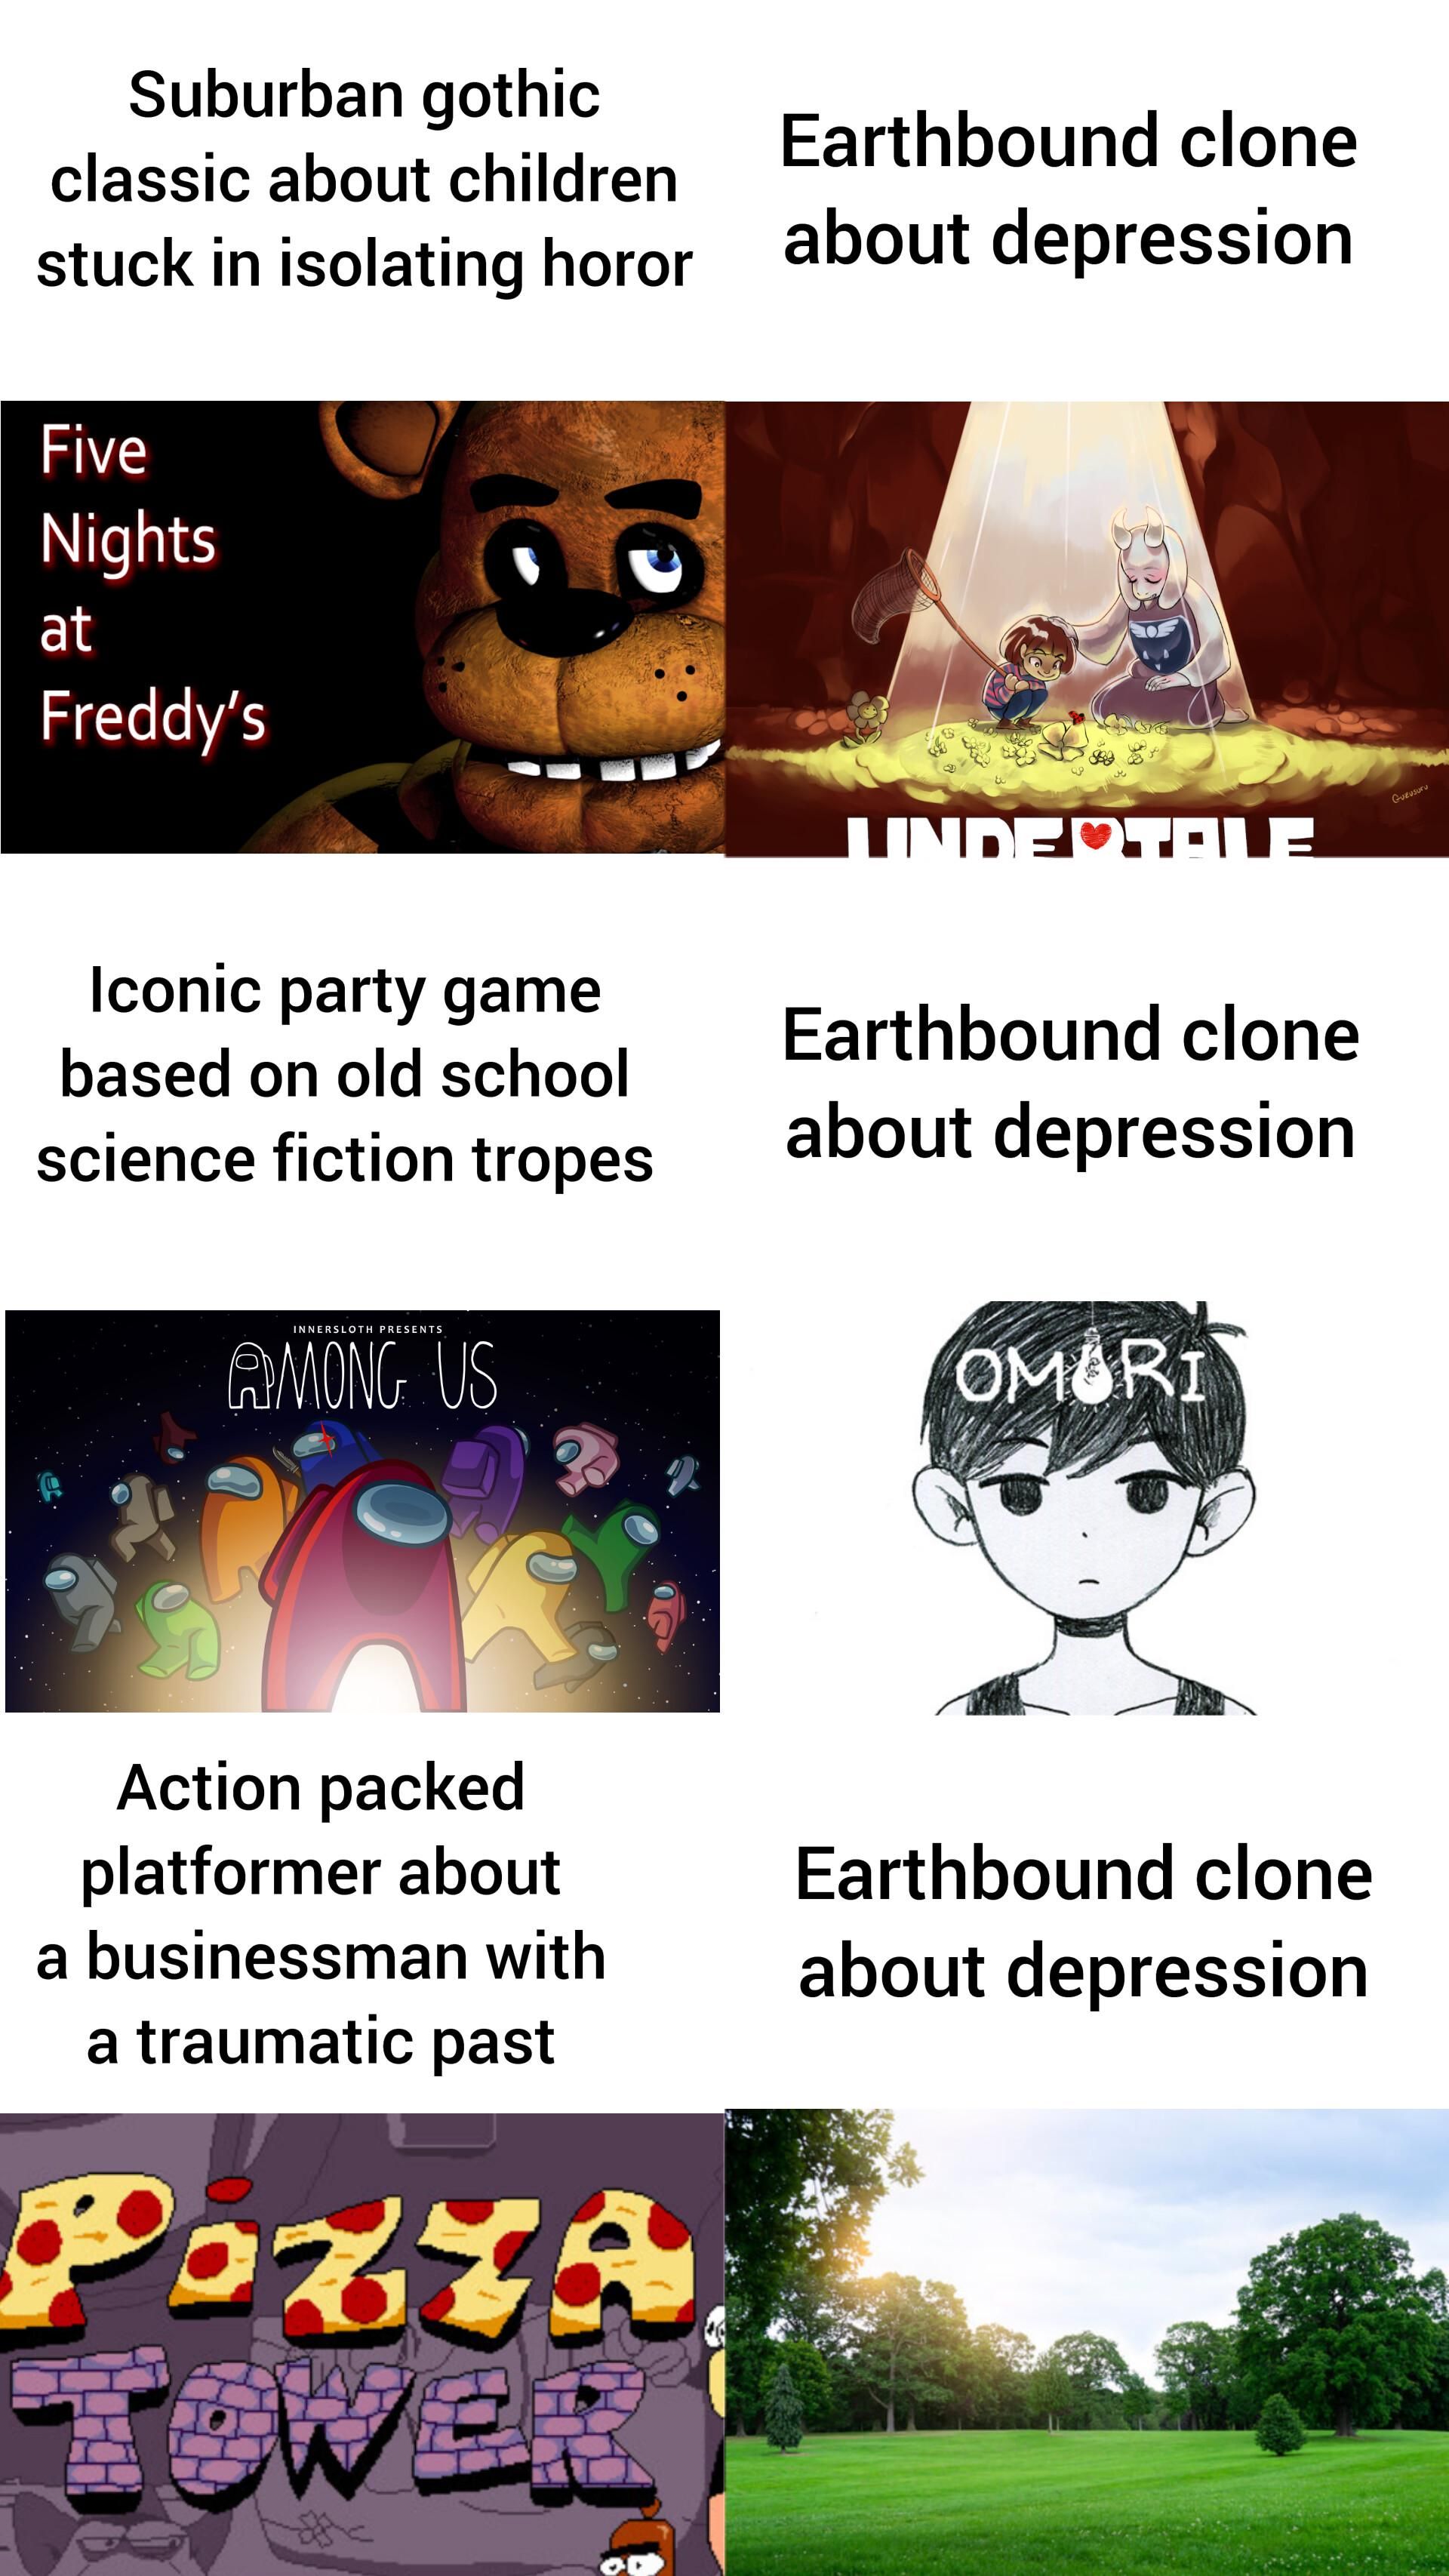 Suburban gothic
classic about children
stuck in isolating horor
Earthbound clone
about depression
Five
Nights
at
Freddy's
Guzusuru
UNDERTALE
Iconic party game
based on old school
science fiction tropes
Earthbound clone
about depression
INNERSLOTH PRESENTS
AMONG US
OMORI
Action packed
platformer about
a businessman with
a traumatic past
Earthbound clone
about depression
PiZZA
TOWER